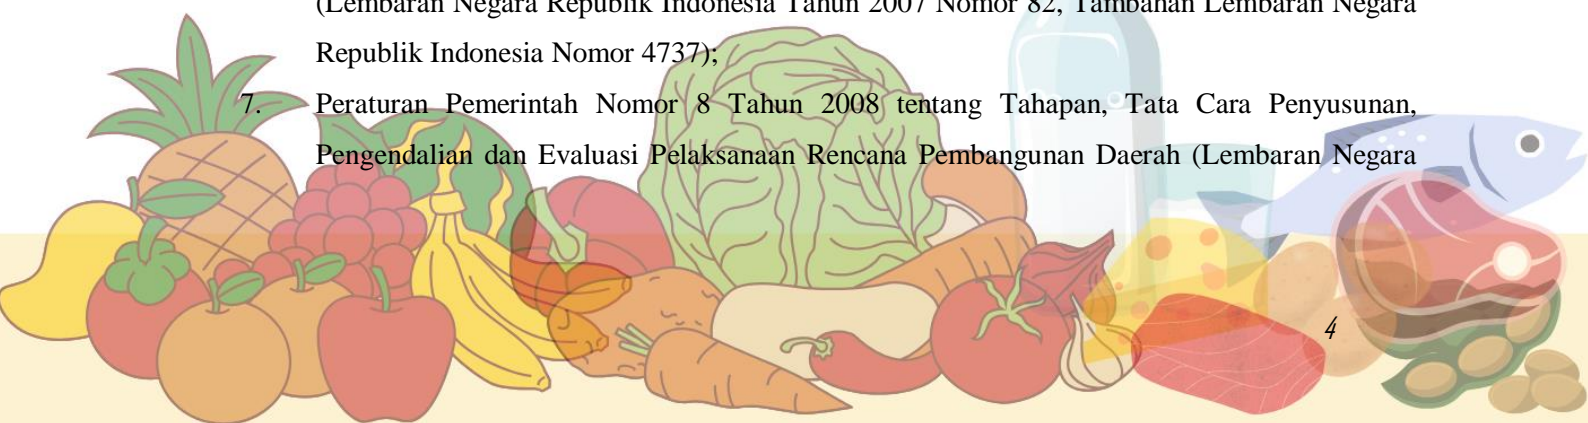 (Lembaran Negara Republik Indonesia Tahun 2007 Nomor 82, Tambahan Lembaran Negara
Republik Indonesia Nomor 4737);
7. Peraturan Pemerintah Nomor 8 Tahun 2008 tentang Tahapan, Tata Cara Penyusunan,
Pengendalian dan Evaluasi Pelaksanaan Rencana Pembangunan Daerah (Lembaran Negara
4